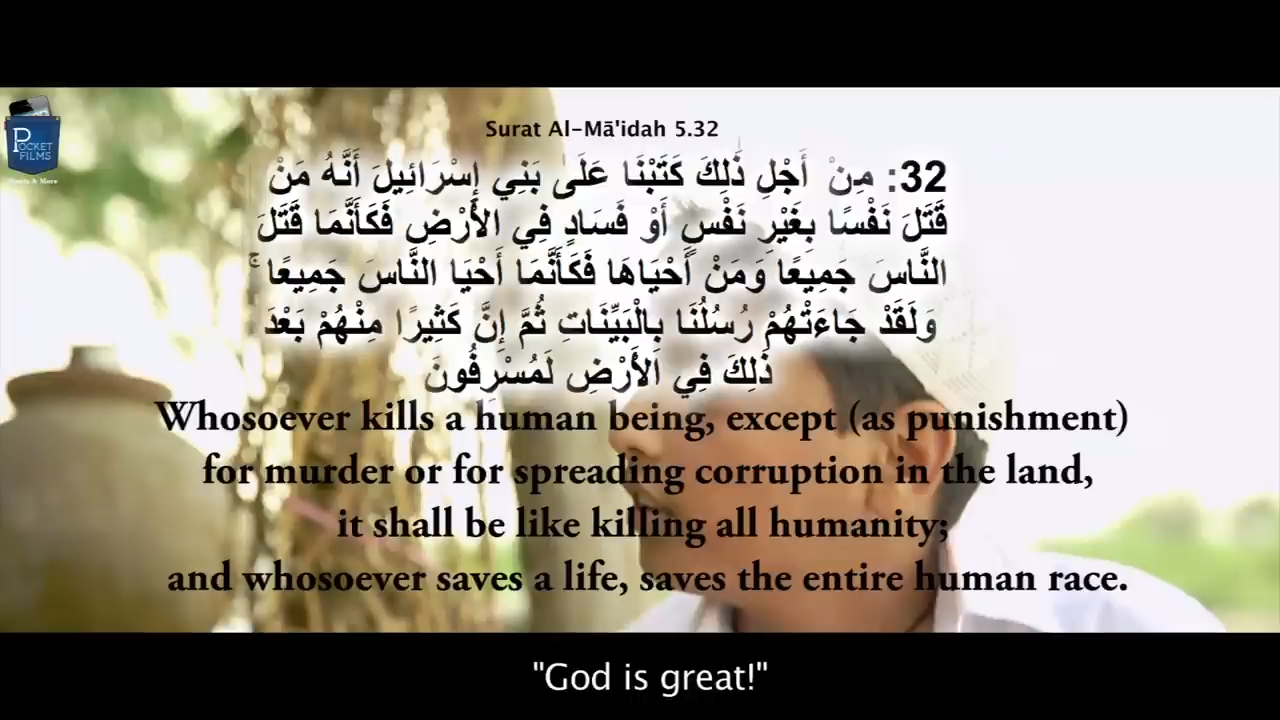 POCKET
FILMS
Surat Al-Mā'idah 5.32
32: مِنْ أَجْلِ ذَٰلِكَ كَتَبْنَا عَلَىٰ بَنِي إِسْرَائِيلَ أَنَّهُ مَنْ
قَتَلَ نَفْسًا بِغَيْرِ نَفْسٍ أَوْ فَسَادٍ فِي الأَرْضِ فَكَأَنَّمَا قَتَلَ
النَّاسَ جَمِيعًا وَمَنْ أَحْيَاهَا فَكَأَنَّمَا أَحْيَا النَّاسَ جَمِيعًا ۚ
وَلَقَدْ جَاءَتْهُمْ رُسُلُنَا بِالْبَيِّنَاتِ ثُمَّ إِنَّ كَثِيرًا مِنْهُمْ بَعْدَ
ذَلِكَ فِي الأَرْضِ لَمُسْرِفُونَ
Whosoever kills a human being, except (as punishment)
for murder or for spreading corruption in the land,
it shall be like killing all humanity;
and whosoever saves a life, saves the entire human race.
"God is great!"